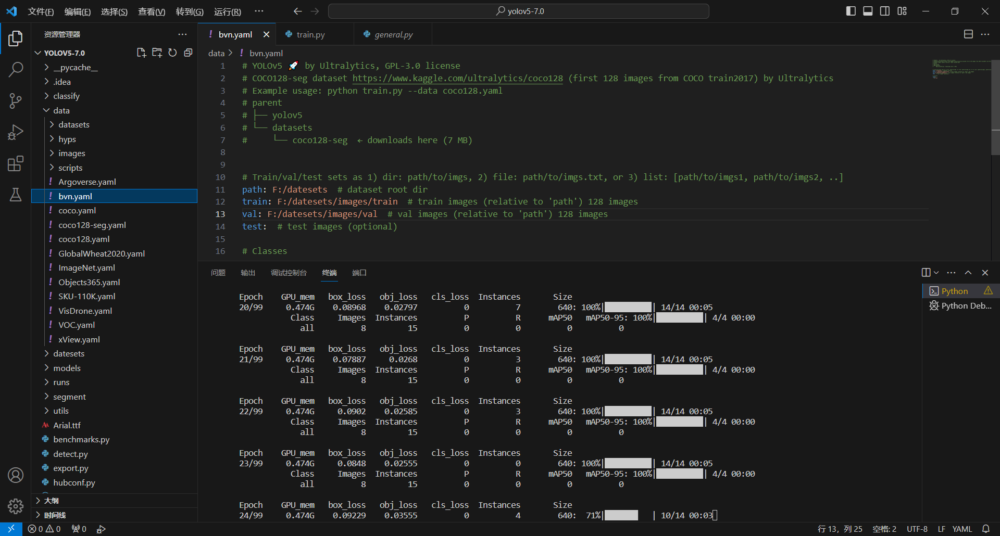 文件(F) 编辑(E) 选择(S) 查看(V) 转到(G) 运行(R) ··· yolov5-7.0
资源管理器 ···
YOLOV5-7.0
__pycache__
.idea
classify
data
datasets
hyps
images
scripts
! Argoverse.yaml
! bvn.yaml
! coco.yaml
! coco128-seg.yaml
! coco128.yaml
! GlobalWheat2020.yaml
! ImageNet.yaml
! Objects365.yaml
! SKU-110K.yaml
! VisDrone.yaml
! VOC.yaml
! xView.yaml
datesets
models
runs
segment
utils
Arial.ttf
benchmarks.py
detect.py
export.py
hubconf.py
大纲
时间线
! bvn.yaml train.py general.py
data > ! bvn.yaml
1 # YOLOv5 🚀 by Ultralytics, GPL-3.0 license
2 # COCO128-seg dataset https://www.kaggle.com/ultralytics/coco128 (first 128 images from COCO train2017) by Ultralytics
3 # Example usage: python train.py --data coco128.yaml
4 # parent
5 # ├── yolov5
6 # └── datasets
7 #     └── coco128-seg  ← downloads here (7 MB)
8
9
10 # Train/val/test sets as 1) dir: path/to/imgs, 2) file: path/to/imgs.txt, or 3) list: [path/to/imgs1, path/to/imgs2, ..]
11 path: F:/datesets  # dataset root dir
12 train: F:/datesets/images/train  # train images (relative to 'path') 128 images
13 val: F:/datesets/images/val  # val images (relative to 'path') 128 images
14 test:  # test images (optional)
15
16 # Classes
问题 输出 调试控制台 终端 端口
Epoch GPU_mem box_loss obj_loss cls_loss Instances Size
20/99 0.474G 0.08968 0.02797 0 7 640: 100%| | 14/14 00:05
Class Images Instances P R mAP50 mAP50-95: 100%| | 4/4 00:00
all 8 15 0 0 0 0
Epoch GPU_mem box_loss obj_loss cls_loss Instances Size
21/99 0.474G 0.07887 0.0268 0 3 640: 100%| | 14/14 00:05
Class Images Instances P R mAP50 mAP50-95: 100%| | 4/4 00:00
all 8 15 0 0 0 0
Epoch GPU_mem box_loss obj_loss cls_loss Instances Size
22/99 0.474G 0.0902 0.02585 0 3 640: 100%| | 14/14 00:05
Class Images Instances P R mAP50 mAP50-95: 100%| | 4/4 00:00
all 8 15 0 0 0 0
Epoch GPU_mem box_loss obj_loss cls_loss Instances Size
23/99 0.474G 0.0848 0.02555 0 0 640: 100%| | 14/14 00:05
Class Images Instances P R mAP50 mAP50-95: 100%| | 4/4 00:00
all 8 15 0 0 0 0
Epoch GPU_mem box_loss obj_loss cls_loss Instances Size
24/99 0.474G 0.09229 0.03555 0 4 640: 71%| | 10/14 00:03
Python
Python Deb...
0 0 0 行 13，列 25 空格: 2 UTF-8 LF YAML